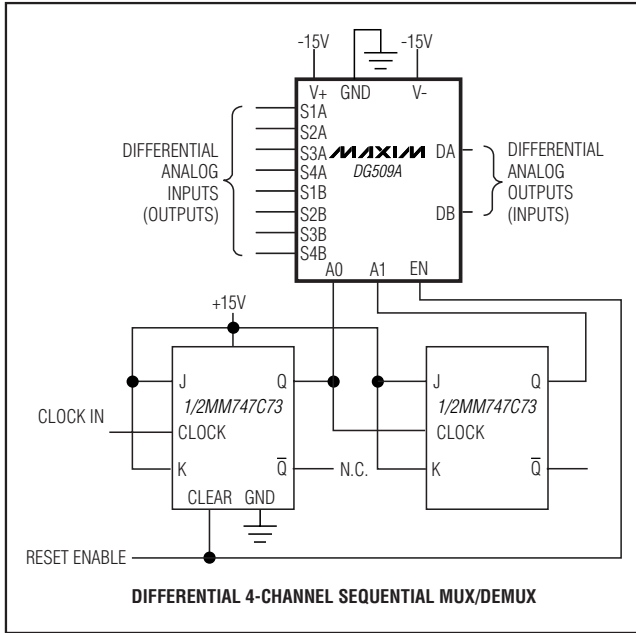 -15V -15V
V+ GND V-
S1A
S2A
S3A
S4A
S1B
S2B
S3B
S4B
DIFFERENTIAL
ANALOG
INPUTS
(OUTPUTS)
MAXIM
DG509A
DA
DB
DIFFERENTIAL
ANALOG
OUTPUTS
(INPUTS)
A0 A1 EN
+15V
J Q
1/2MM747C73
CLOCK IN
CLOCK
K Q
N.C.
CLEAR GND
J Q
1/2MM747C73
CLOCK
K Q
RESET ENABLE
DIFFERENTIAL 4-CHANNEL SEQUENTIAL MUX/DEMUX